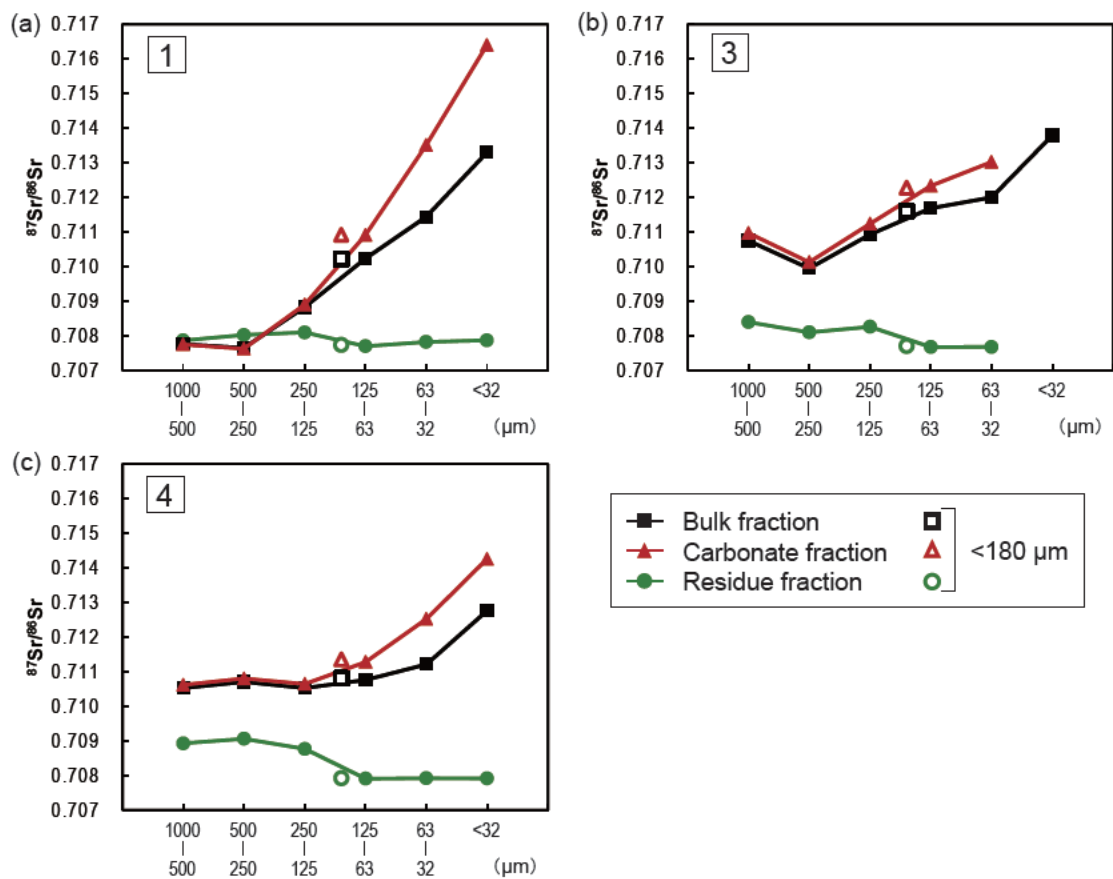 (a)
1
⁸⁷Sr/⁸⁶Sr
0.717
0.716
0.715
0.714
0.713
0.712
0.711
0.710
0.709
0.708
0.707
1000 500 250 125 63 <32
500 250 125 63 32 (μm)
(b)
3
⁸⁷Sr/⁸⁶Sr
0.717
0.716
0.715
0.714
0.713
0.712
0.711
0.710
0.709
0.708
0.707
1000 500 250 125 63 <32
500 250 125 63 32 (μm)
(c)
4
⁸⁷Sr/⁸⁶Sr
0.717
0.716
0.715
0.714
0.713
0.712
0.711
0.710
0.709
0.708
0.707
1000 500 250 125 63 <32
500 250 125 63 32 (μm)
Bulk fraction
Carbonate fraction
Residue fraction
<180 μm